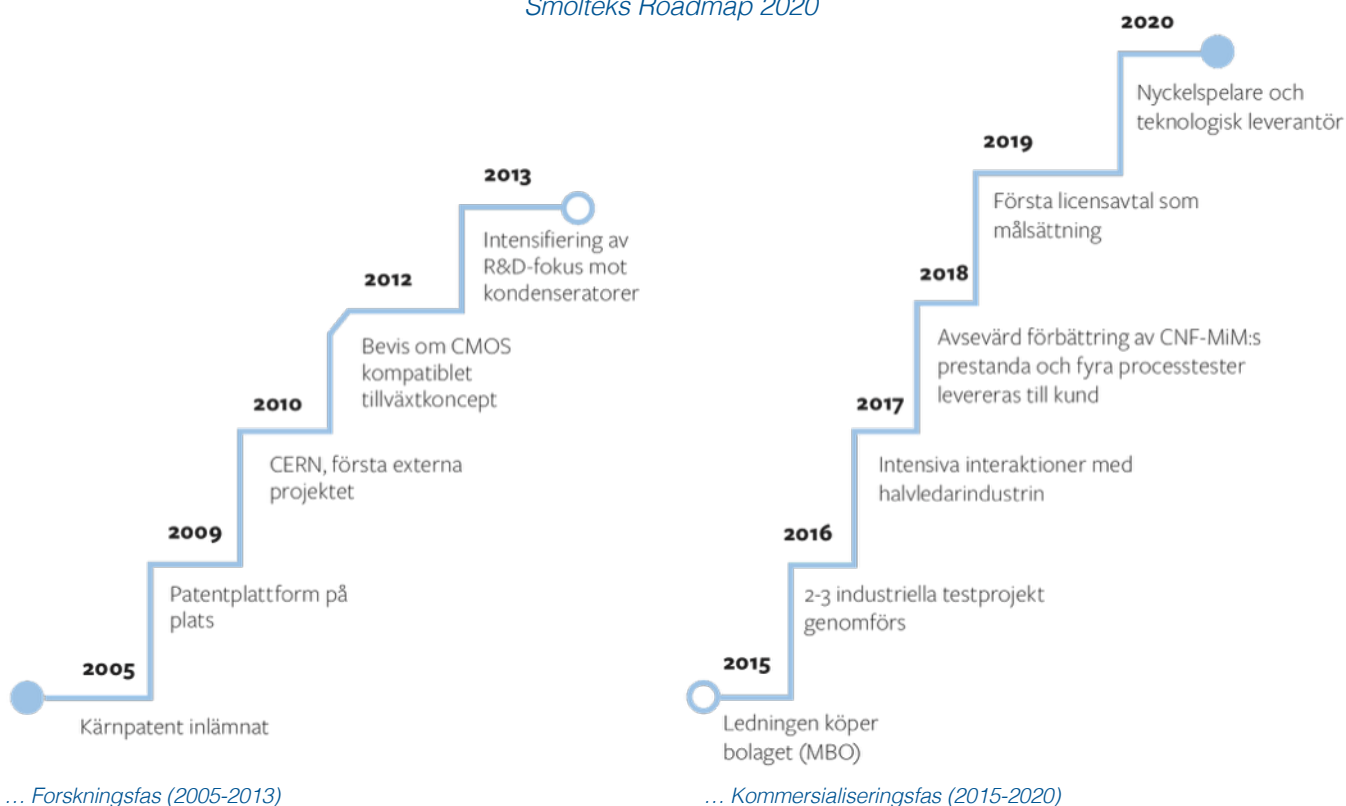 Smolteks Roadmap 2020
2005
Kärnpatent inlämnat
2009
Patentplattform på
plats
2010
CERN, första externa
projektet
2012
Bevis om CMOS
kompatiblet
tillväxtkoncept
2013
Intensifiering av
R&D-fokus mot
kondenseratorer
... Forskningsfas (2005-2013)
2015
Ledningen köper
bolaget (MBO)
2016
2-3 industriella testprojekt
genomförs
2017
Intensiva interaktioner med
halvledarindustrin
2018
Avsevärd förbättring av CNF-MiM:s
prestanda och fyra processtester
levereras till kund
2019
Första licensavtal som
målsättning
2020
Nyckelspelare och
teknologisk leverantör
... Kommersialiseringsfas (2015-2020)